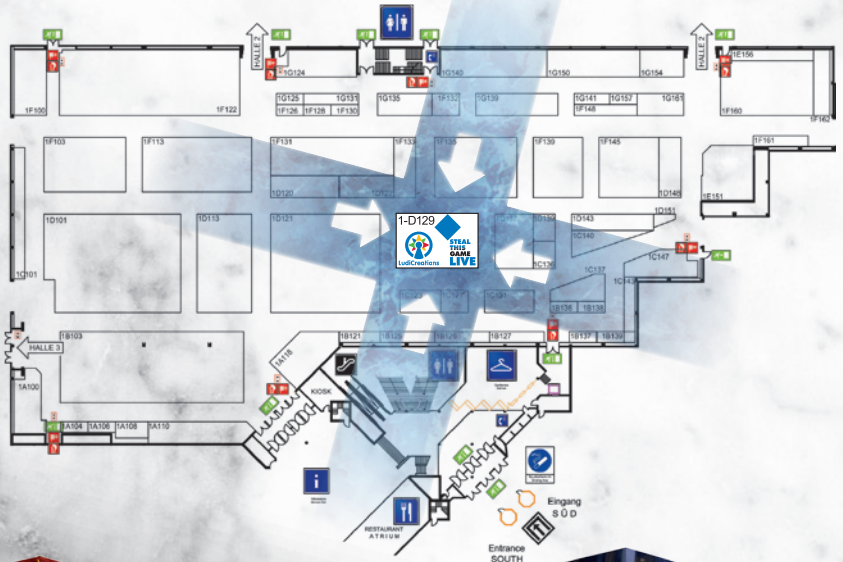 HALLE 2
HALLE 2
1E156
1G124
1G140
1G150
1G154
1F100
1F122
1G125
1G131
1G135
1F132
1G139
1G141
1G157
1G161
1F126
1F128
1F130
1F148
1F160
1F162
1F103
1F113
1F131
1F133
1F139
1F145
1F161
1D120
1D148
1E151
1D101
1D113
1D121
1-D129
1D143
1D151
1C140
STEAL
THIS
GAME
LIVE
LudiCreations
1C101
1C137
1C147
1B138
1B138
1B103
1B121
1B127
1B137
1B139
HALLE 3
1A115
1A100
KIOSK
1A104
1A106
1A108
1A110
i
Eingang
SÜD
RESTAURANT
ATRIUM
Entrance
SOUTH